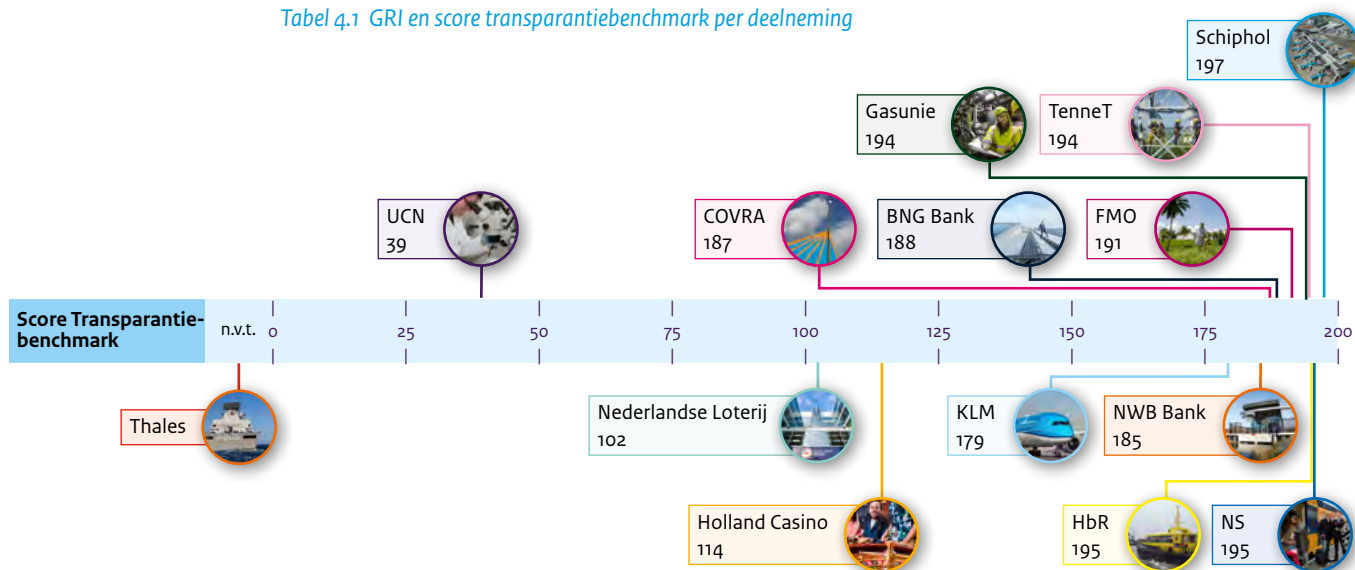 Tabel 4.1 GRI en score transparantiebenchmark per deelneming
Schiphol
197
Gasunie
194
TenneT
194
UCN
39
COVRA
187
BNG Bank
188
FMO
191
Score Transparantie-
benchmark
n.v.t. 0 25 50 75 100 125 150 175 200
Thales
Nederlandse Loterij
102
KLM
179
NWB Bank
185
Holland Casino
114
HbR
195
NS
195